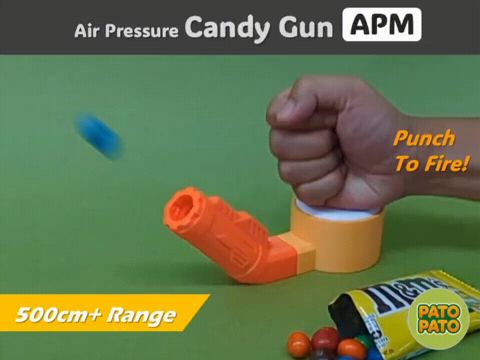 Air Pressure Candy Gun APM
Punch
To Fire!
500cm+ Range
m&m's
PATO
PATO